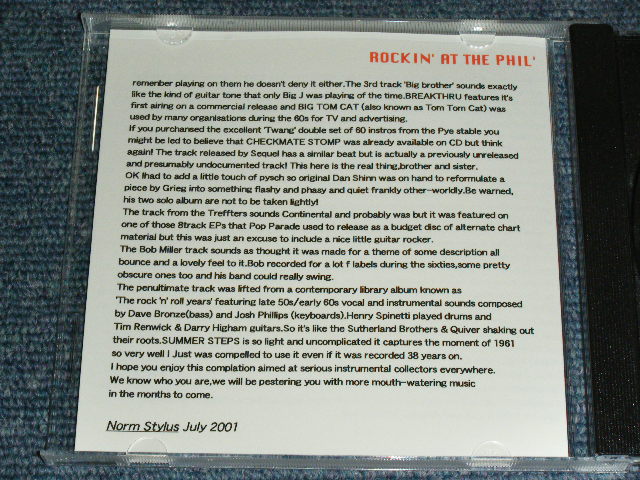 ROCKIN' AT THE PHIL'
remember playing on them he doesn't deny it either.The 3rd track 'Big brother' sounds exactly
like the kind of guitar tone that only Big J was playing of the time.BREAKTHRU features it's
first airing on a commercial release and BIG TOM CAT (also known as Tom Tom Cat) was
used by many organisations during the 60s for TV and advertising.
If you purchansed the excellent 'Twang' double set of 60 instros from the Pye stable you
might be led to believe that CHECKMATE STOMP was already available on CD but think
again! The track released by Sequel has a similar beat but is actually a previously unreleased
and presumably undocumented track! This here is the real thing,brother and sister.
OK Ihad to add a little touch of pysch so original Dan Shinn was on hand to reformulate a
piece by Grieg into something flashy and phasy and quiet frankly other-worldly.Be warned,
his two solo album are not to be taken lightly!
The track from the Treffters sounds Continental and probably was but it was featured on
one of those 8track EPs that Pop Parade used to release as a budget disc of alternate chart
material but this was just an excuse to include a nice little guitar rocker.
The Bob Miller track sounds as thought it was made for a theme of some description all
bounce and a lovely feel to it.Bob recorded for a lot f labels during the sixties,some pretty
obscure ones too and his band could really swing.
The penultimate track was lifted from a contemporary library album known as
'The rock 'n' roll years' featuring late 50s/early 60s vocal and instrumental sounds composed
by Dave Bronze(bass) and Josh Phillips (keyboards).Henry Spinetti played drums and
Tim Renwick & Darry Higham guitars.So it's like the Sutherland Brothers & Quiver shaking out
their roots.SUMMER STEPS is so light and uncomplicated it captures the moment of 1961
so very well I Just was compelled to use it even if it was recorded 38 years on.
I hope you enjoy this complation aimed at serious instrumental collectors everywhere.
We know who you are,we will be pestering you with more mouth-watering music
in the months to come.
Norm Stylus July 2001